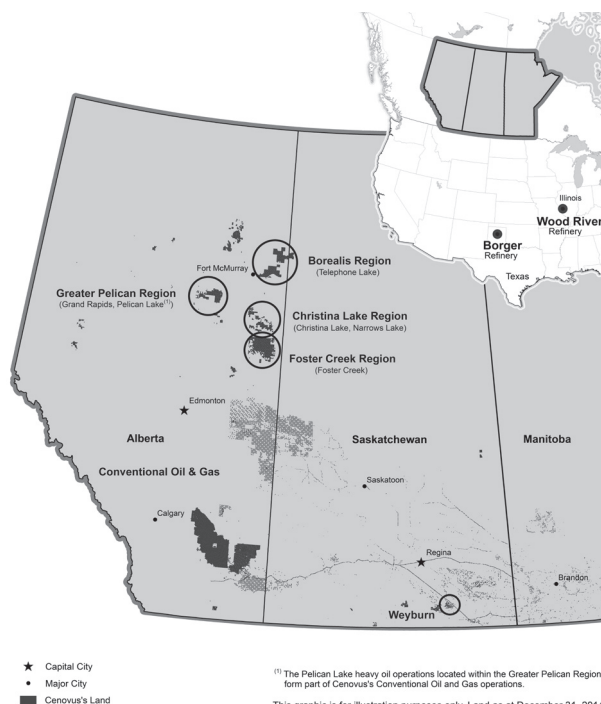 Illinois
Wood River
Refinery
Borger
Refinery
Texas
Fort McMurray
Borealis Region
(Telephone Lake)
Greater Pelican Region
(Grand Rapids, Pelican Lake(1))
Christina Lake Region
(Christina Lake, Narrows Lake)
Foster Creek Region
(Foster Creek)
Edmonton
Alberta
Saskatchewan
Manitoba
Conventional Oil & Gas
Saskatoon
Calgary
Regina
Brandon
Weyburn
Capital City
Major City
Cenovus's Land
(1) The Pelican Lake heavy oil operations located within the Greater Pelican Region
form part of Cenovus's Conventional Oil and Gas operations.
This graphic is for illustration purposes only. Land as at December 31,